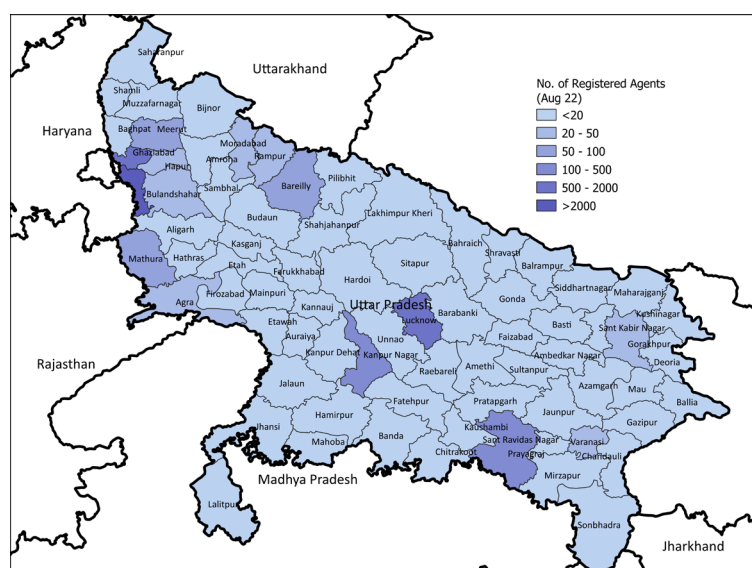 Saharanpur
Uttarakhand
No. of Registered Agents
(Aug 22)
<20
20 - 50
50 - 100
100 - 500
500 - 2000
>2000
Shamli
Muzzafarnagar
Bijnor
Haryana
Baghpat
Meerut
Moradabad
Ghaziabad
Hapur
Amroha
Rampur
Bareilly
Pilibhit
Bulandshahar
Sambhal
Budaun
Shahjahanpur
Lakhimpur Kheri
Aligarh
Kasganj
Bahraich
Shravasti
Balrampur
Mathura
Hathras
Etah
Farukkhabad
Hardoi
Sitapur
Siddhartnagar
Maharajganj
Agra
Firozabad
Mainpuri
Kannauj
Uttar Pradesh
Barabanki
Gonda
Kushinagar
Lucknow
Etawah
Auraiya
Unnao
Faizabad
Basti
Sant Kabir Nagar
Gorakhpur
Rajasthan
Kanpur Dehat
Kanpur Nagar
Raebareli
Amethi
Sultanpur
Ambedkar Nagar
Deoria
Jalaun
Fatehpur
Pratapgarh
Azamgarh
Mau
Ballia
Hamirpur
Jaunpur
Gazipur
Jhansi
Mahoba
Banda
Kaushambi
Sant Ravidas Nagar
Varanasi
Chitrakoot
Prayagraj
Chandauli
Madhya Pradesh
Mirzapur
Lalitpur
Sonbhadra
Jharkhand